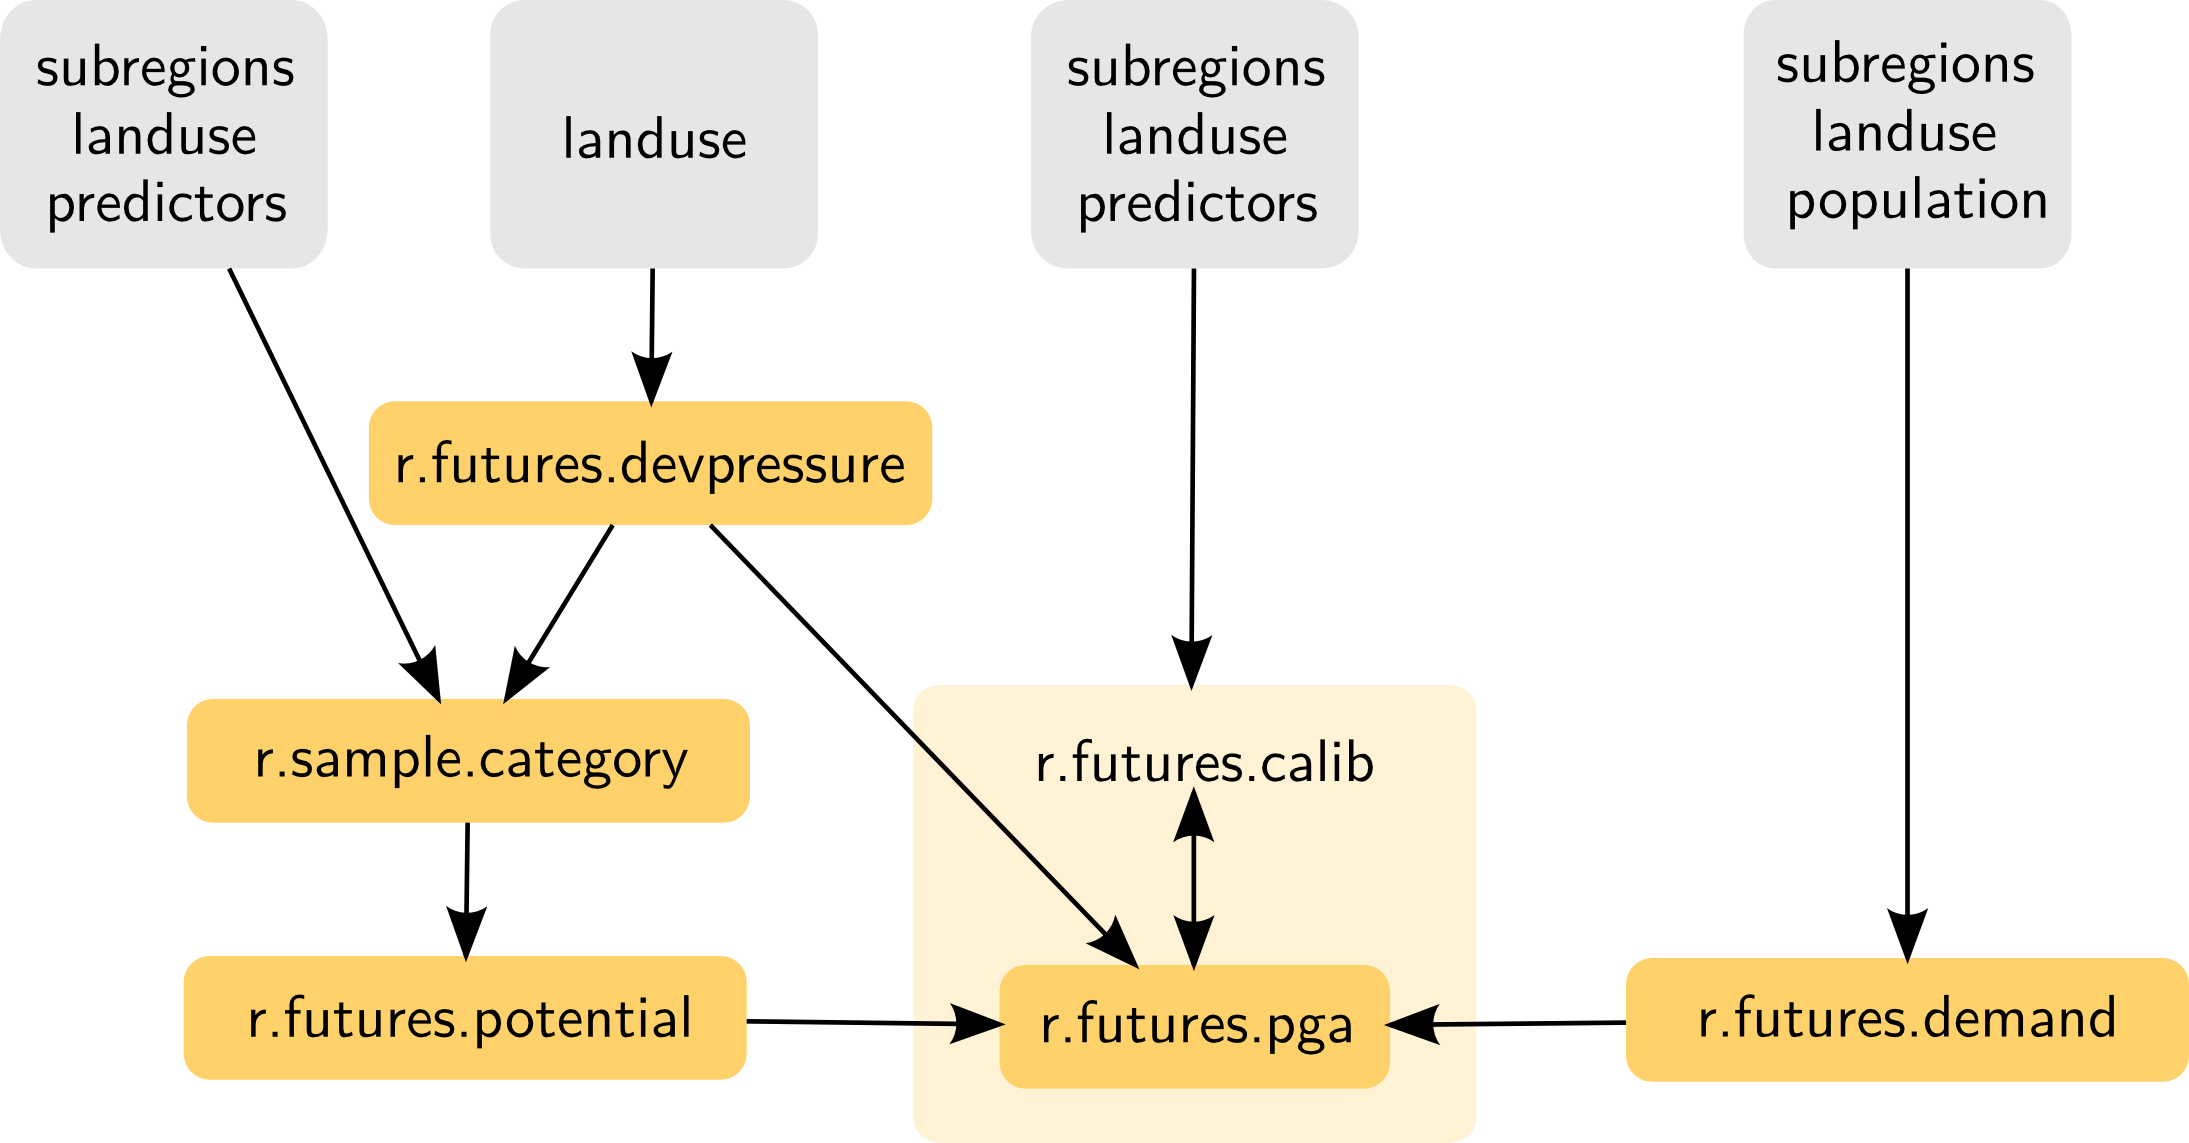 subregions
landuse
predictors
landuse
subregions
landuse
predictors
subregions
landuse
population
r.futures.devpressure
r.sample.category
r.futures.calib
r.futures.potential
r.futures.pga
r.futures.demand